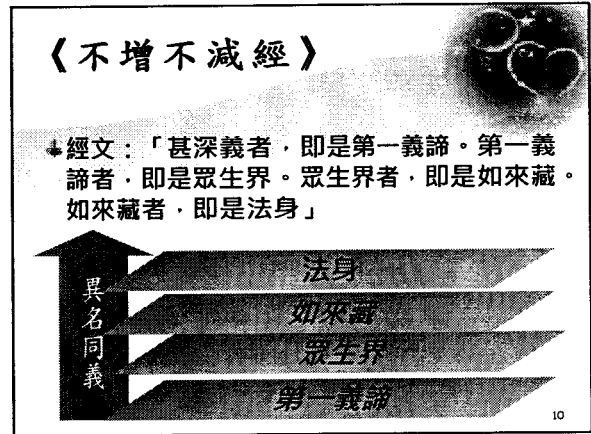 《不增不減經》
經文：「甚深義者，即是第一義諦。第一義
諦者，即是眾生界。眾生界者，即是如來藏。
如來藏者，即是法身」
異名同義
法身
如來藏
眾生界
第一義諦
10